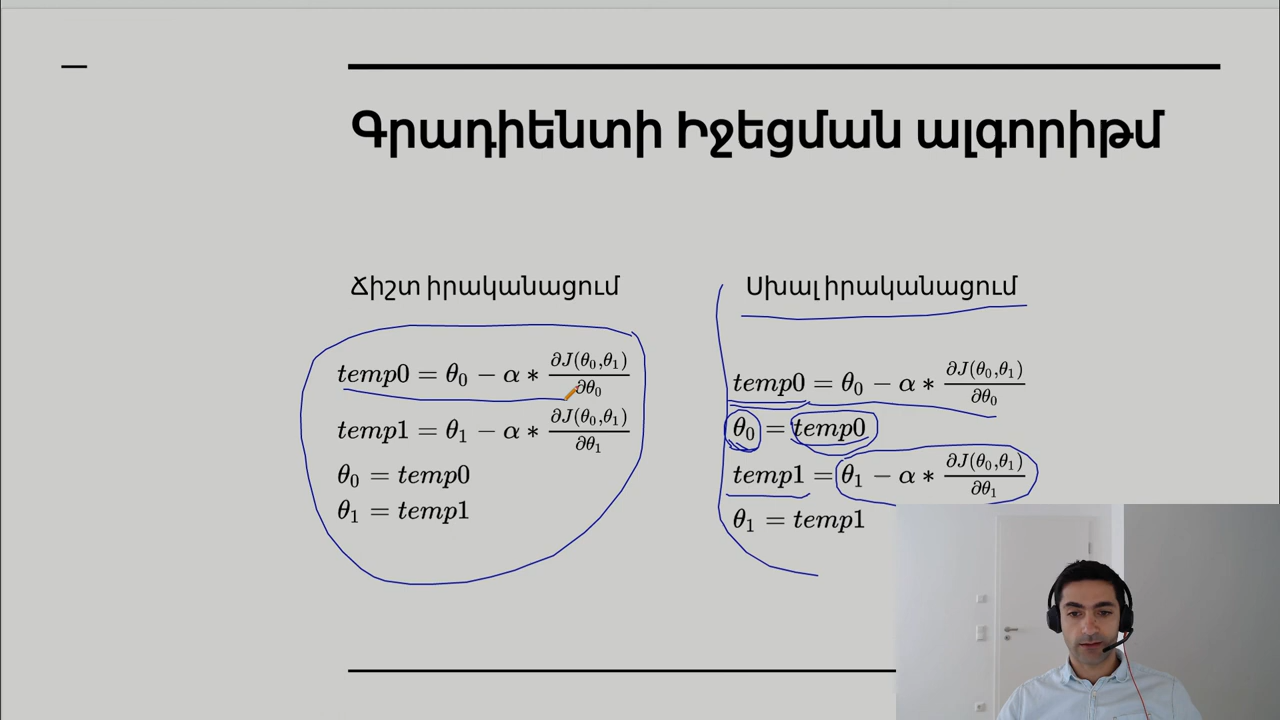 Գրադիենտի Իջեցման ալգորիթմ
Ճիշտ իրականացում
temp0 = θ₀ − α * ∂J(θ₀,θ₁)/∂θ₀
temp1 = θ₁ − α * ∂J(θ₀,θ₁)/∂θ₁
θ₀ = temp0
θ₁ = temp1
Սխալ իրականացում
temp0 = θ₀ − α * ∂J(θ₀,θ₁)/∂θ₀
θ₀ = temp0
temp1 = θ₁ − α * ∂J(θ₀,θ₁)/∂θ₁
θ₁ = temp1